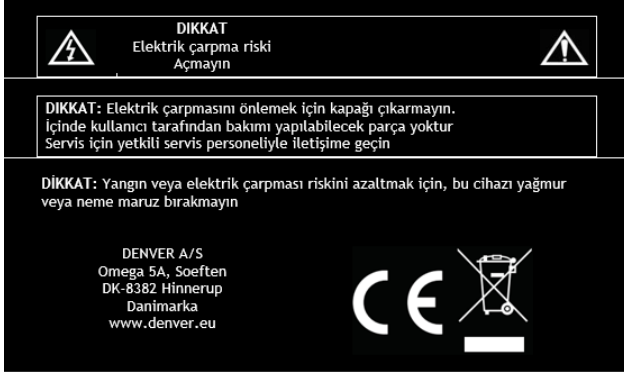 DIKKAT
Elektrik çarpma riski
Açmayın
DIKKAT: Elektrik çarpmasını önlemek için kapağı çıkarmayın.
İçinde kullanıcı tarafından bakımı yapılabilecek parça yoktur
Servis için yetkili servis personeliyle iletişime geçin
DİKKAT: Yangın veya elektrik çarpması riskini azaltmak için, bu cihazı yağmur
veya neme maruz bırakmayın
DENVER A/S
Omega 5A, Soeften
DK-8382 Hinnerup
Danimarka
www.denver.eu
CE